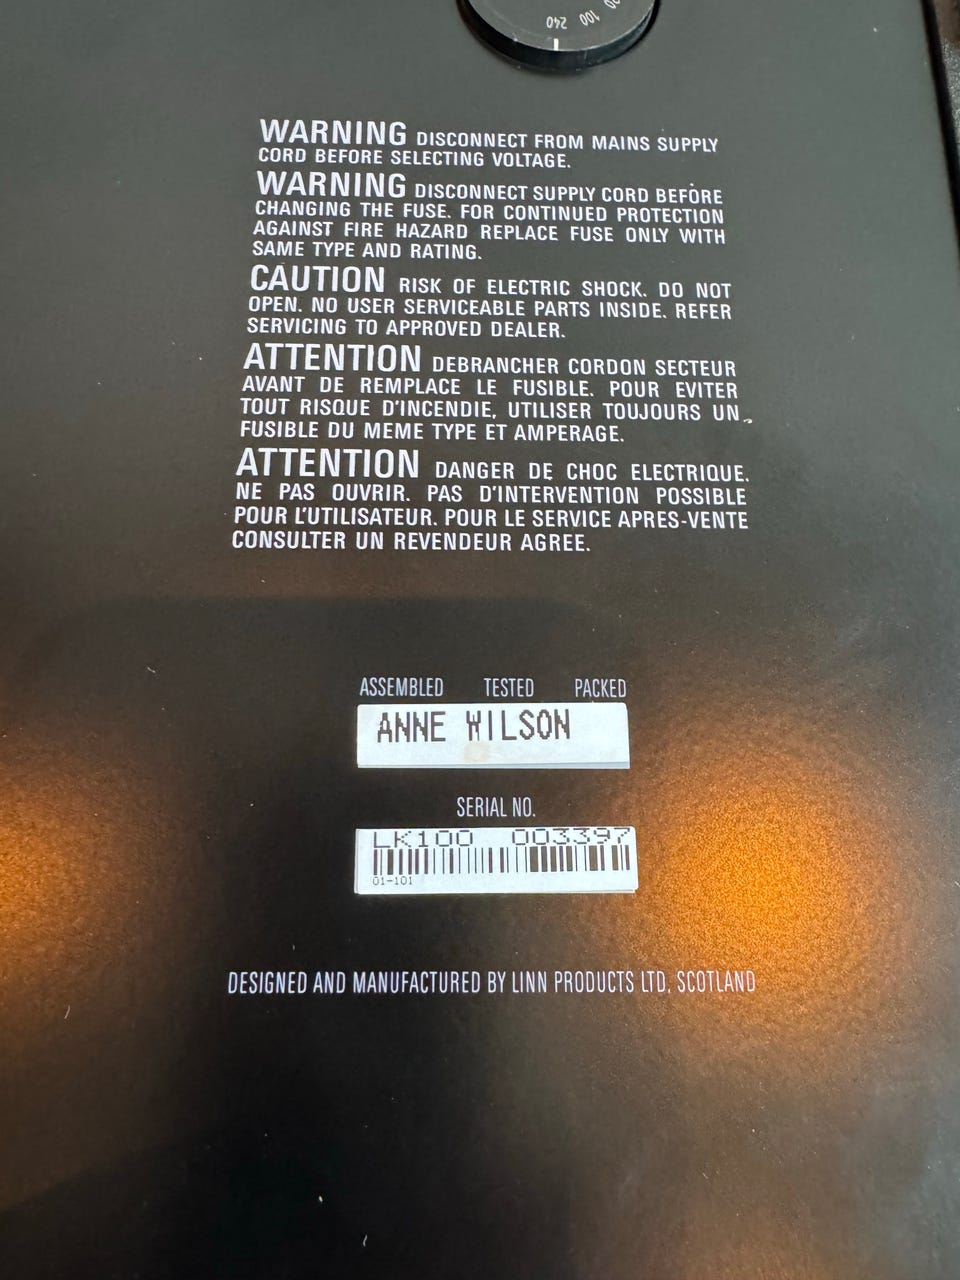 240 100
WARNING DISCONNECT FROM MAINS SUPPLY
CORD BEFORE SELECTING VOLTAGE.
WARNING DISCONNECT SUPPLY CORD BEFORE
CHANGING THE FUSE. FOR CONTINUED PROTECTION
AGAINST FIRE HAZARD REPLACE FUSE ONLY WITH
SAME TYPE AND RATING.
CAUTION RISK OF ELECTRIC SHOCK. DO NOT
OPEN. NO USER SERVICEABLE PARTS INSIDE. REFER
SERVICING TO APPROVED DEALER.
ATTENTION DEBRANCHER CORDON SECTEUR
AVANT DE REMPLACE LE FUSIBLE. POUR EVITER
TOUT RISQUE D'INCENDIE, UTILISER TOUJOURS UN
FUSIBLE DU MEME TYPE ET AMPERAGE.
ATTENTION DANGER DE CHOC ELECTRIQUE.
NE PAS OUVRIR. PAS D'INTERVENTION POSSIBLE
POUR L'UTILISATEUR. POUR LE SERVICE APRES-VENTE
CONSULTER UN REVENDEUR AGREE.
ASSEMBLED TESTED PACKED
ANNE WILSON
SERIAL NO.
LK100 003397
01-101
DESIGNED AND MANUFACTURED BY LINN PRODUCTS LTD, SCOTLAND